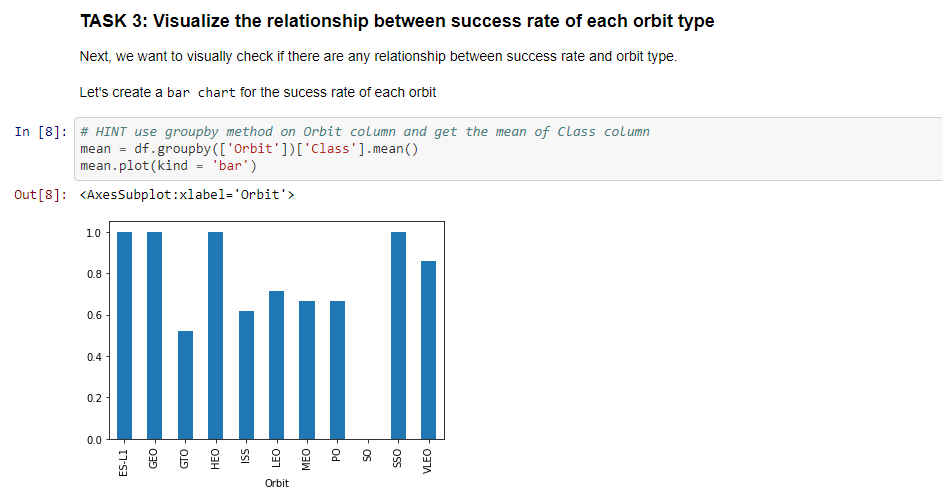 TASK 3: Visualize the relationship between success rate of each orbit type
Next, we want to visually check if there are any relationship between success rate and orbit type.
Let's create a bar chart for the sucess rate of each orbit
In [8]: # HINT use groupby method on Orbit column and get the mean of Class column
mean = df.groupby(['Orbit'])['Class'].mean()
mean.plot(kind = 'bar')
Out[8]: <AxesSubplot:xlabel='Orbit'>
1.0
0.8
0.6
0.4
0.2
0.0
ES-L1 GEO GTO HEO ISS LEO MEO PO SO SSO VLEO
Orbit